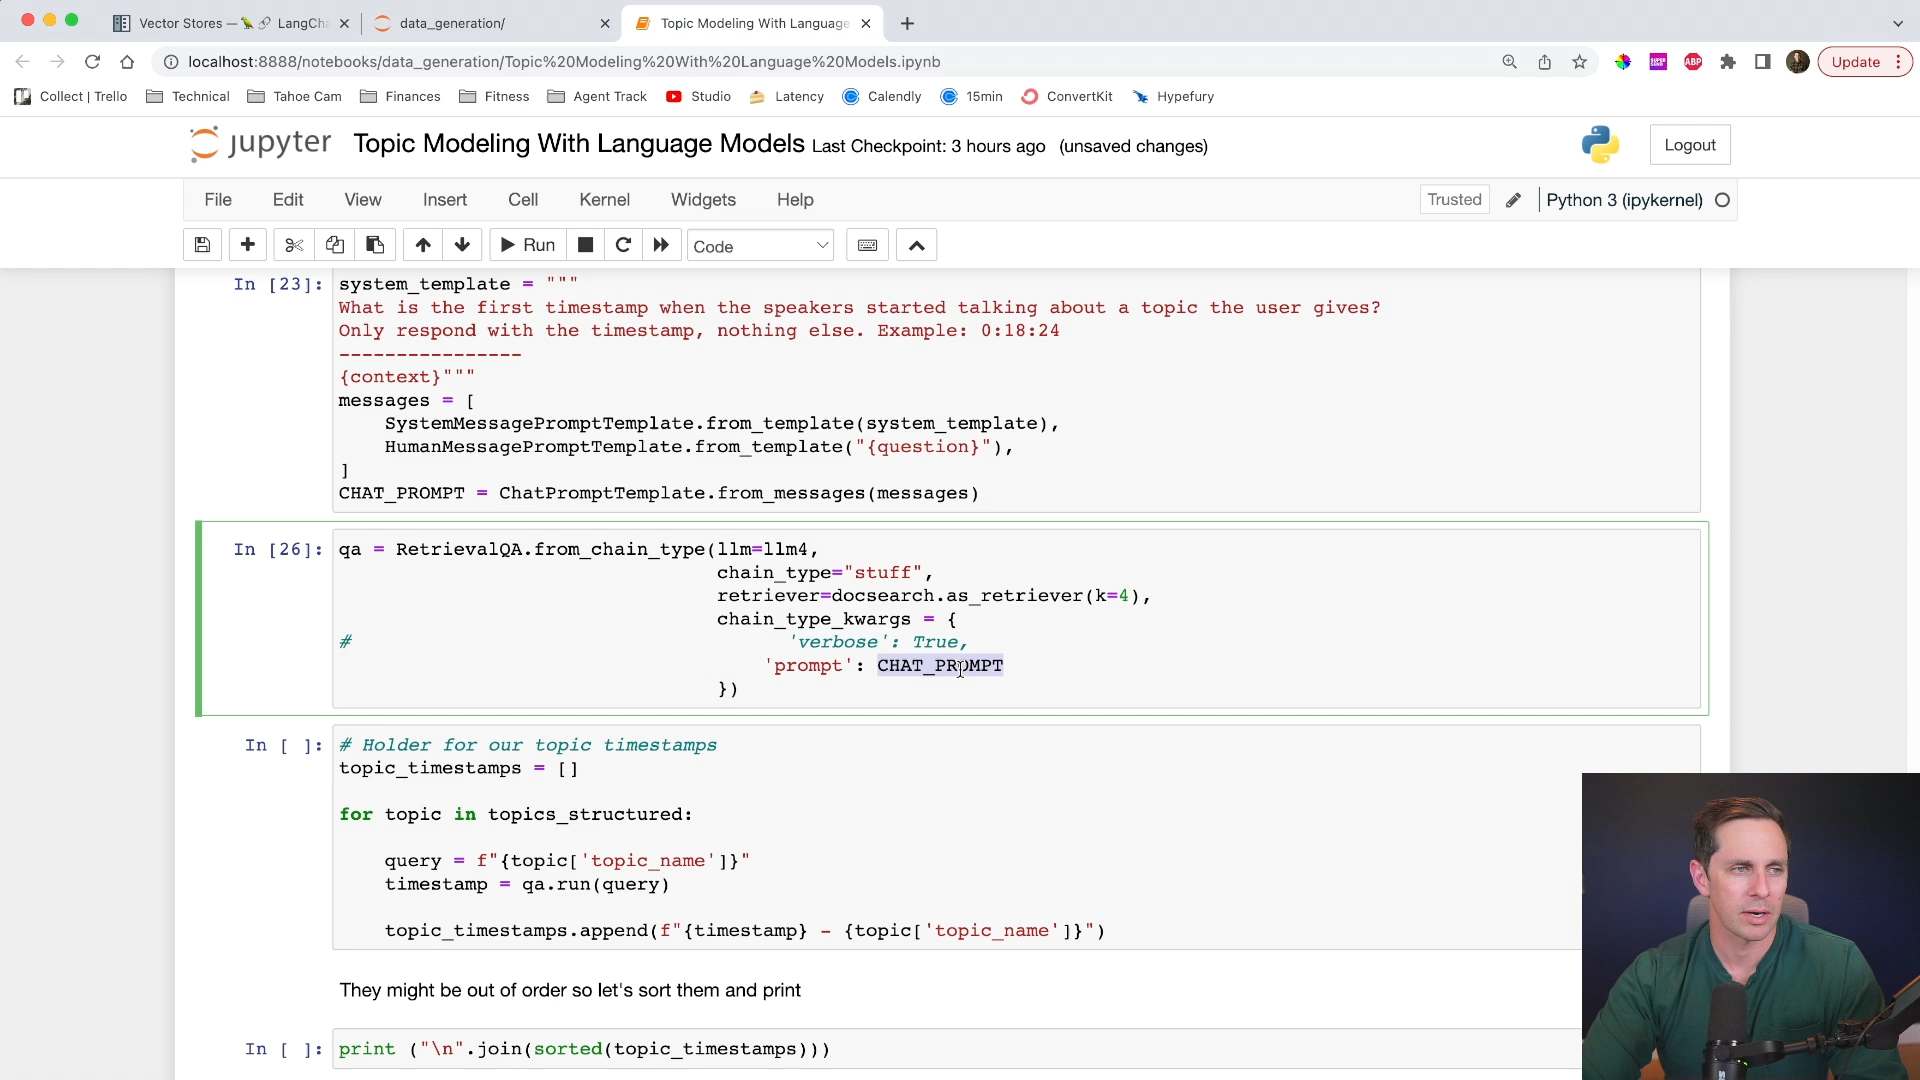 Vector Stores — 🦜🔗 LangCha
data_generation/
Topic Modeling With Language
localhost:8888/notebooks/data_generation/Topic%20Modeling%20With%20Language%20Models.ipynb
ABP
Update
Collect | Trello
Technical
Tahoe Cam
Finances
Fitness
Agent Track
Studio
Latency
Calendly
15min
ConvertKit
Hypefury
jupyter
Topic Modeling With Language Models Last Checkpoint: 3 hours ago (unsaved changes)
Logout
File
Edit
View
Insert
Cell
Kernel
Widgets
Help
Trusted
Python 3 (ipykernel)
Run
Code
In [23]:
system_template = """
What is the first timestamp when the speakers started talking about a topic the user gives?
Only respond with the timestamp, nothing else. Example: 0:18:24
----------------
{context}"""
messages = [
    SystemMessagePromptTemplate.from_template(system_template),
    HumanMessagePromptTemplate.from_template("{question}"),
]
CHAT_PROMPT = ChatPromptTemplate.from_messages(messages)
In [26]:
qa = RetrievalQA.from_chain_type(llm=llm4,
                                 chain_type="stuff",
                                 retriever=docsearch.as_retriever(k=4),
                                 chain_type_kwargs = {
#                                      'verbose': True,
                                     'prompt': CHAT_PROMPT
                                 })
In [ ]:
# Holder for our topic timestamps
topic_timestamps = []
for topic in topics_structured:
    query = f"{topic['topic_name']}"
    timestamp = qa.run(query)
    topic_timestamps.append(f"{timestamp} - {topic['topic_name']}")
They might be out of order so let's sort them and print
In [ ]:
print ("\n".join(sorted(topic_timestamps)))